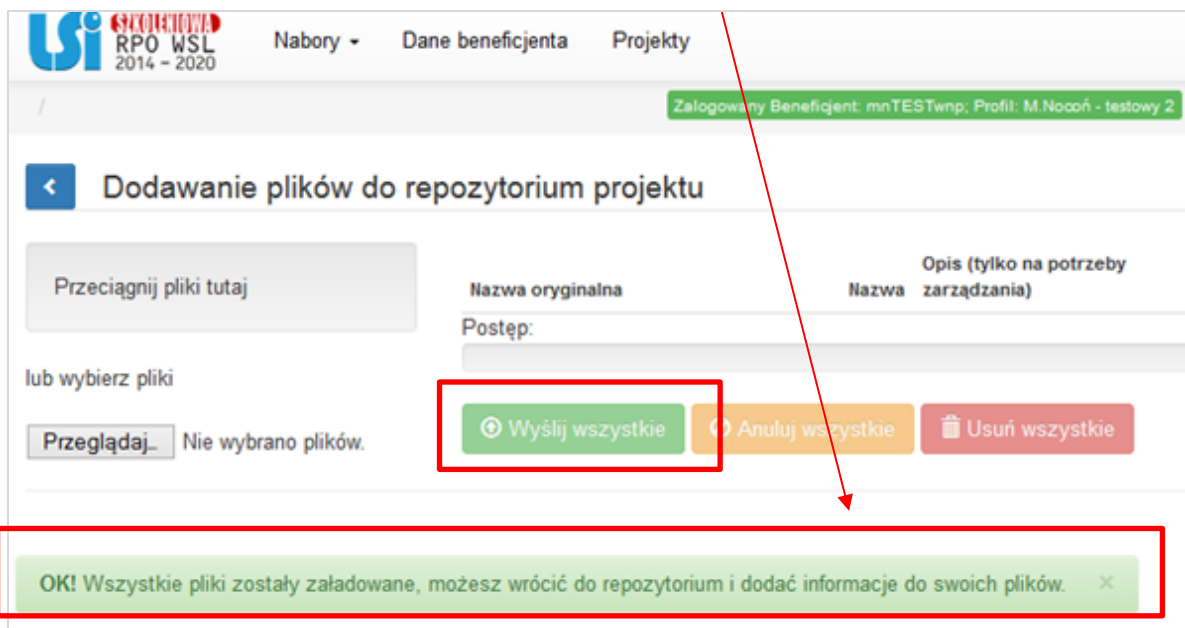 LSi SZKOLENIOWA
RPO WSL
2014 – 2020
Nabory Dane beneficjenta Projekty
/
Zalogowany Beneficjent: mnTESTwnp; Profil: M.Nocoń - testowy 2
Dodawanie plików do repozytorium projektu
Przeciągnij pliki tutaj
Opis (tylko na potrzeby
Nazwa oryginalna Nazwa zarządzania)
Postęp:
lub wybierz pliki
Przeglądaj... Nie wybrano plików.
Wyślij wszystkie Anuluj wszystkie Usuń wszystkie
OK! Wszystkie pliki zostały załadowane, możesz wrócić do repozytorium i dodać informacje do swoich plików. ×